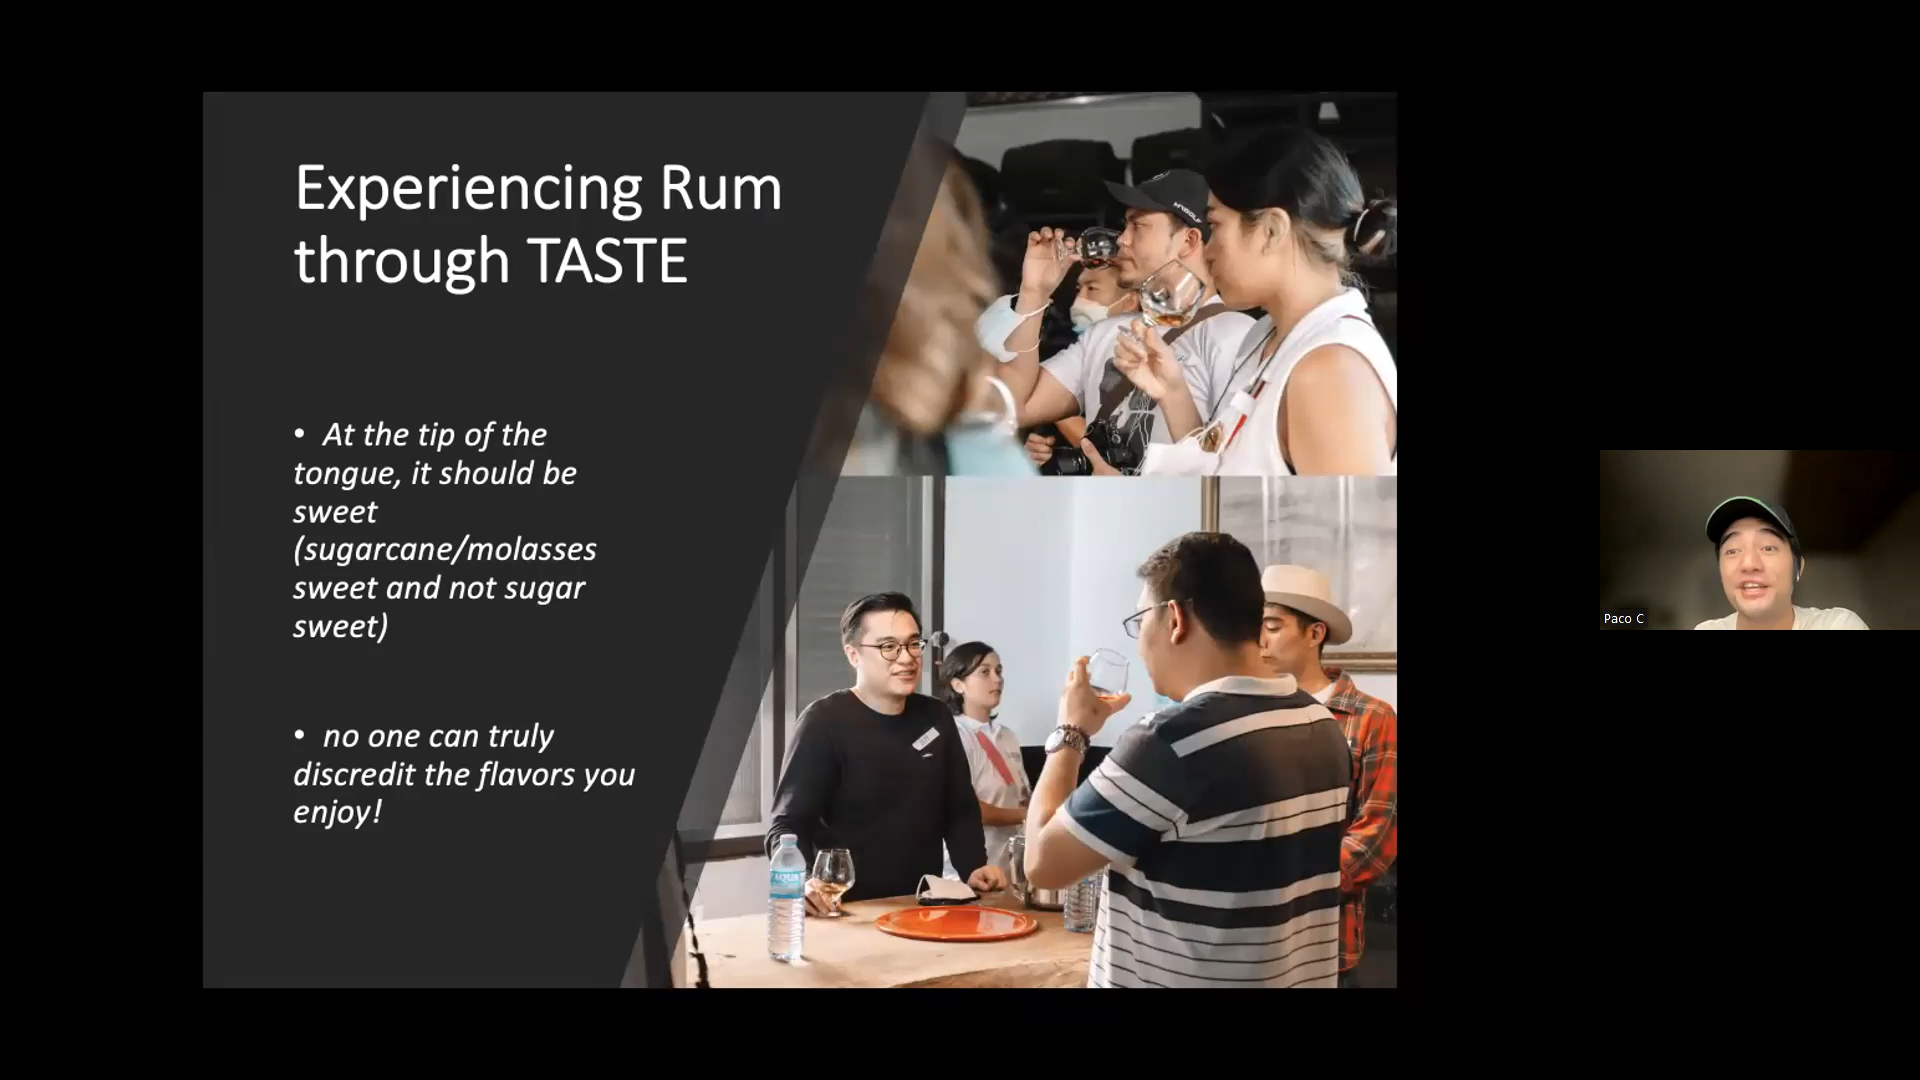 Experiencing Rum
through TASTE
• At the tip of the
tongue, it should be
sweet
(sugarcane/molasses
sweet and not sugar
sweet)
• no one can truly
discredit the flavors you
enjoy!
AQUA
Paco C